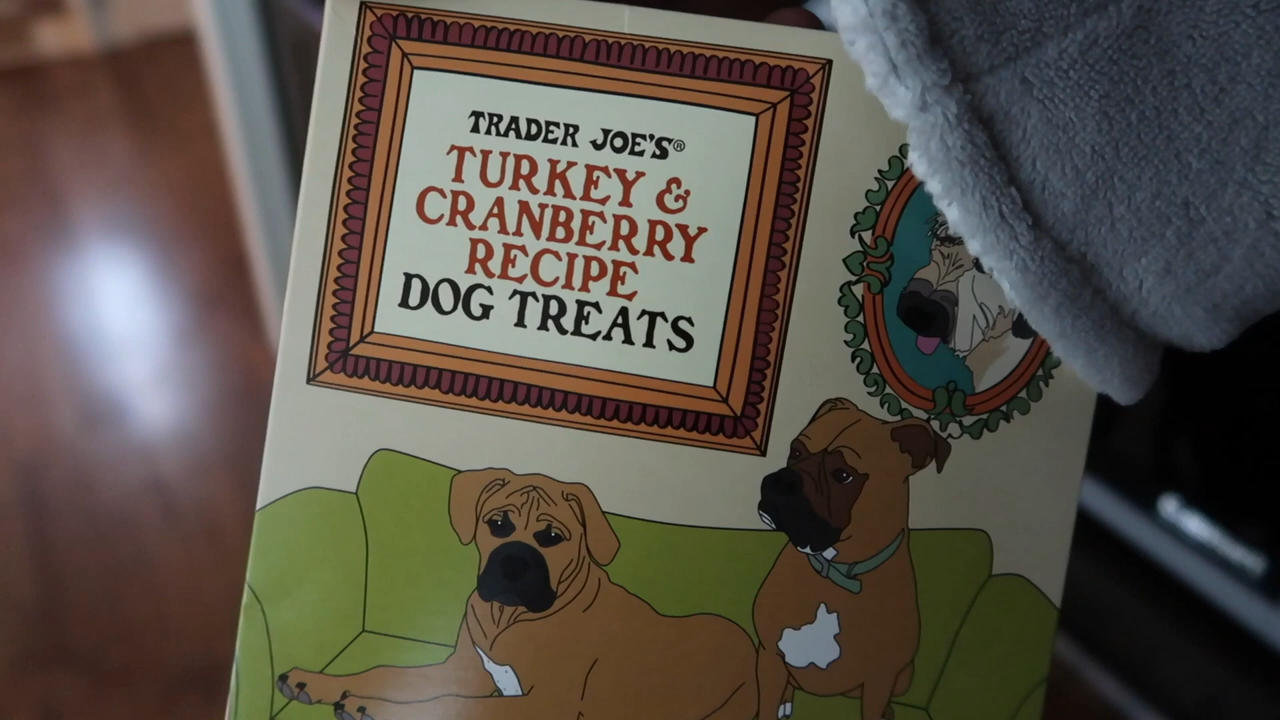 TRADER JOE'S®
TURKEY &
CRANBERRY
RECIPE
DOG TREATS